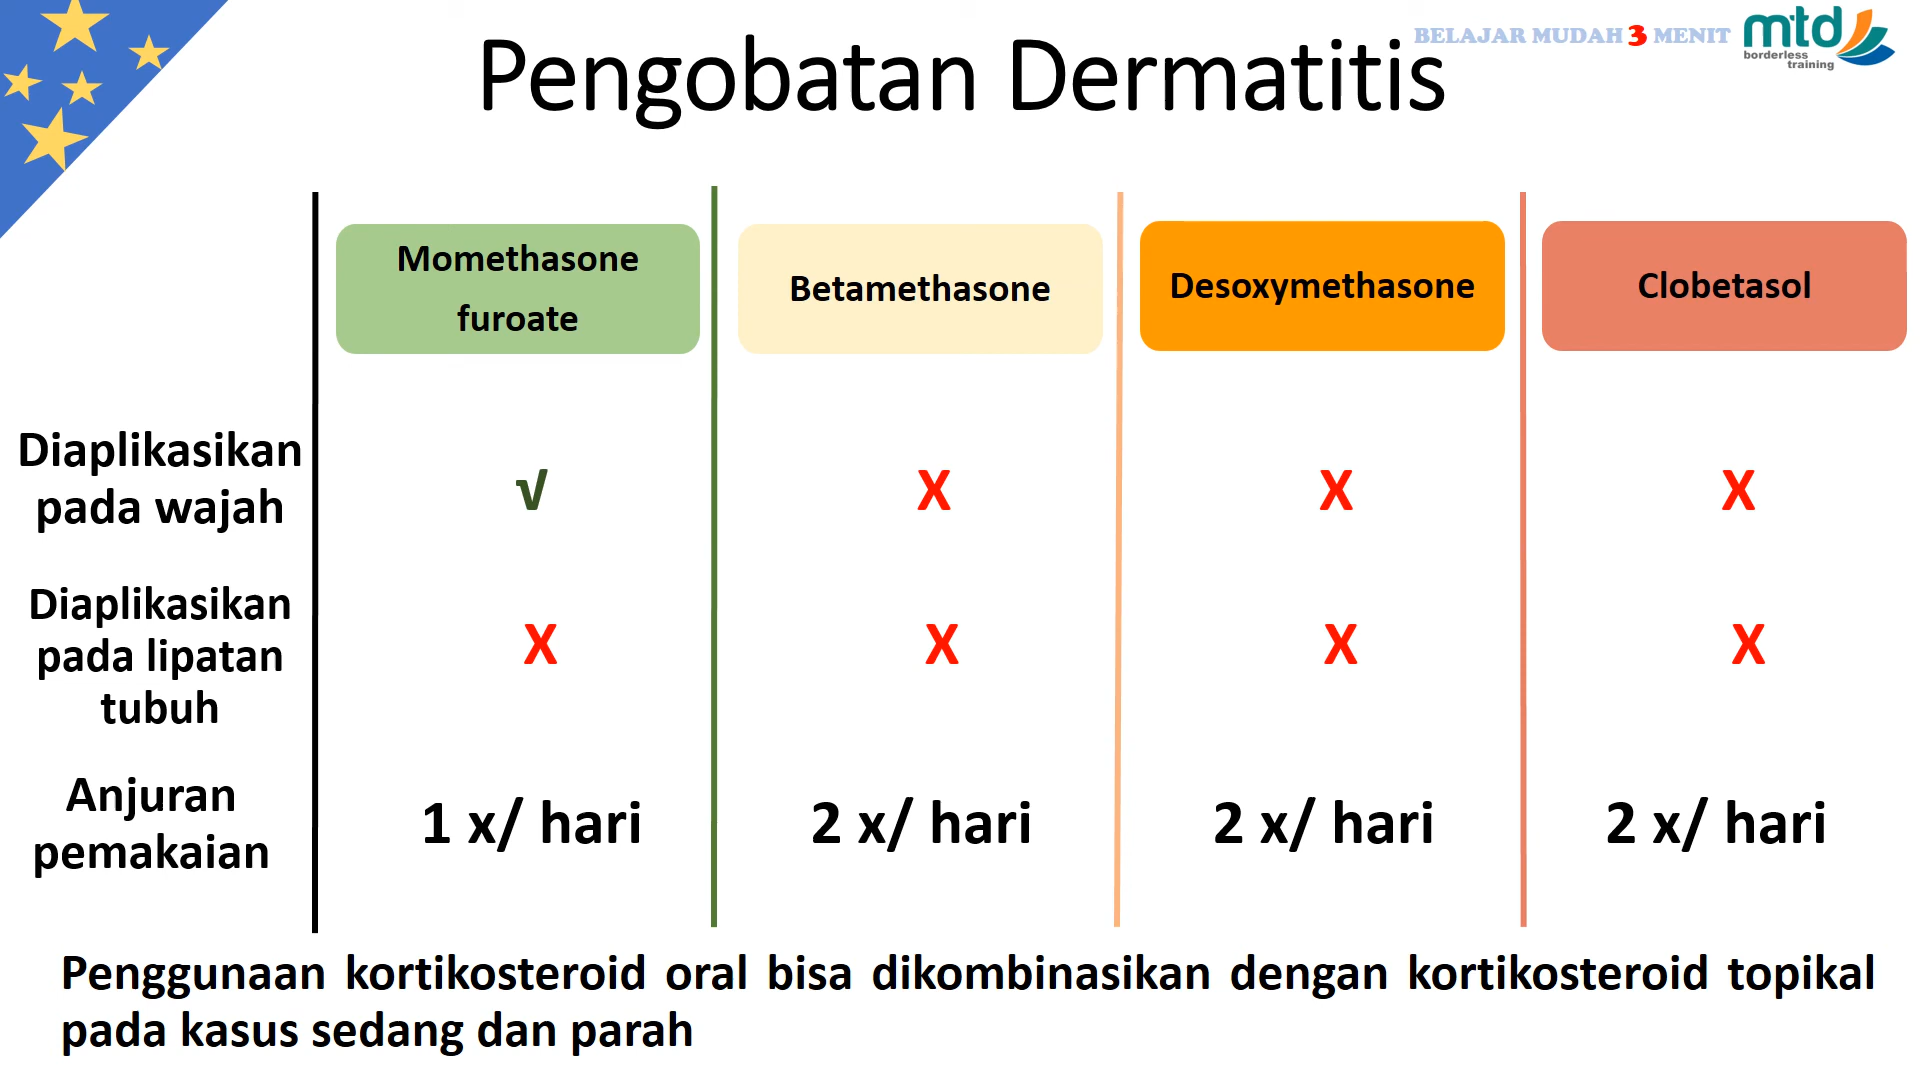 BELAJAR MUDAH 3 MENIT
mtd
borderless
training
Pengobatan Dermatitis
Momethasone
furoate
Betamethasone
Desoxymethasone
Clobetasol
Diaplikasikan
pada wajah
√ X X X
Diaplikasikan
pada lipatan
tubuh
X X X X
Anjuran
pemakaian
1 x/ hari 2 x/ hari 2 x/ hari 2 x/ hari
Penggunaan kortikosteroid oral bisa dikombinasikan dengan kortikosteroid topikal
pada kasus sedang dan parah